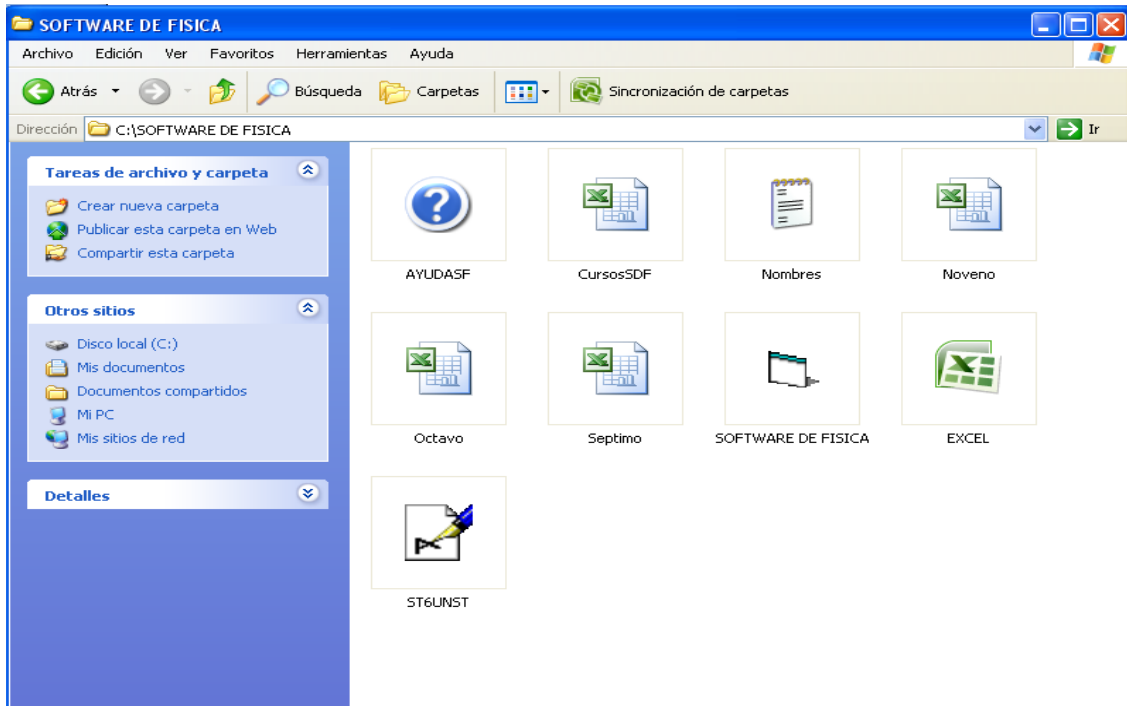 SOFTWARE DE FISICA
Archivo Edición Ver Favoritos Herramientas Ayuda
Atrás Búsqueda Carpetas Sincronización de carpetas
Dirección C:\SOFTWARE DE FISICA Ir
Tareas de archivo y carpeta
Crear nueva carpeta
Publicar esta carpeta en Web
Compartir esta carpeta
Otros sitios
Disco local (C:)
Mis documentos
Documentos compartidos
Mi PC
Mis sitios de red
Detalles
AYUDASF CursosSDF Nombres Noveno
Octavo Septimo SOFTWARE DE FISICA EXCEL
ST6UNST